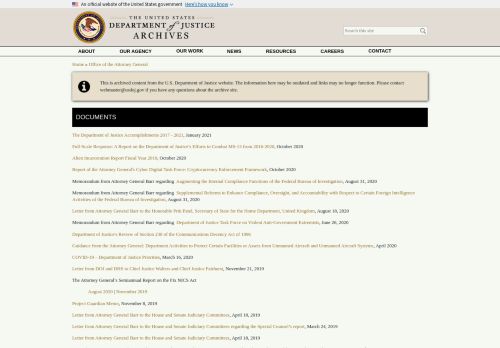 An official website of the United States government  Here's how you know
THE UNITED STATES
DEPARTMENT of JUSTICE
ARCHIVES
Search this site
ABOUT OUR AGENCY OUR WORK NEWS RESOURCES CAREERS CONTACT
Home » Office of the Attorney General
This is archived content from the U.S. Department of Justice website. The information here may be outdated and links may no longer function. Please contact
webmaster@usdoj.gov if you have any questions about the archive site.
DOCUMENTS
The Department of Justice Accomplishments 2017 - 2021, January 2021
Full Scale Response: A Report on the Department of Justice's Efforts to Combat MS-13 from 2016-2020, October 2020
Alien Incarceration Report Fiscal Year 2019, October 2020
Report of the Attorney General's Cyber Digital Task Force: Cryptocurrency Enforcement Framework, October 2020
Memorandum from Attorney General Barr regarding Augmenting the Internal Compliance Functions of the Federal Bureau of Investigation, August 31, 2020
Memorandum from Attorney General Barr regarding Supplemental Reforms to Enhance Compliance, Oversight, and Accountability with Respect to Certain Foreign Intelligence
Activities of the Federal Bureau of Investigation, August 31, 2020
Letter from Attorney General Barr to the Honorable Priti Patel, Secretary of State for the Home Department, United Kingdom, August 18, 2020
Memorandum from Attorney General Barr regarding Department of Justice Task Force on Violent Anti-Government Extremists, June 26, 2020
Department of Justice's Review of Section 230 of the Communications Decency Act of 1996
Guidance from the Attorney General: Department Activities to Protect Certain Facilities or Assets from Unmanned Aircraft and Unmanned Aircraft Systems, April 2020
COVID-19 – Department of Justice Priorities, March 16, 2020
Letter from DOJ and DHS to Chief Justice Walters and Chief Justice Fairhurst, November 21, 2019
The Attorney General's Semiannual Report on the Fix NICS Act
August 2020 | November 2019
Project Guardian Memo, November 8, 2019
Letter from Attorney General Barr to the House and Senate Judiciary Committees, April 18, 2019
Letter from Attorney General Barr to the House and Senate Judiciary Committees regarding the Special Counsel's report, March 24, 2019
Letter from Attorney General Barr to the House and Senate Judiciary Committees, April 18, 2019